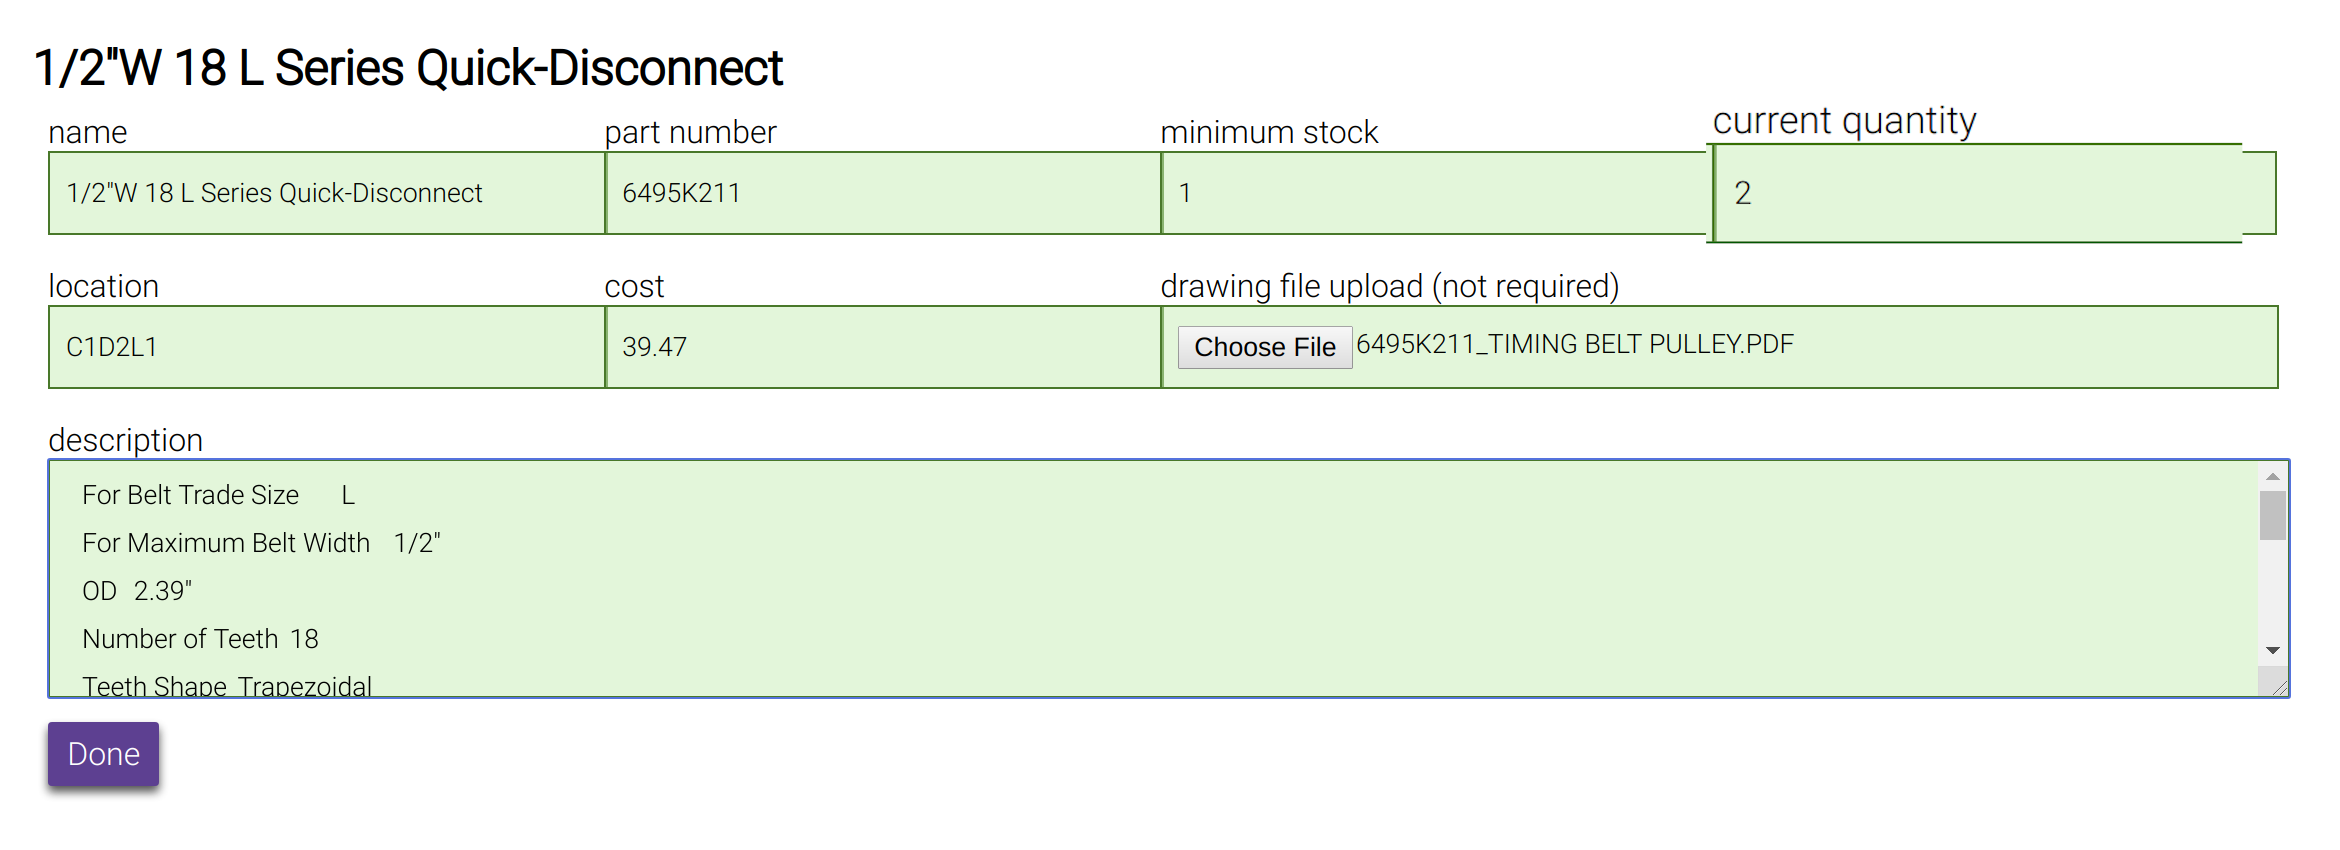 1/2"W 18 L Series Quick-Disconnect
name part number minimum stock current quantity
1/2"W 18 L Series Quick-Disconnect 6495K211 1 2
location cost drawing file upload (not required)
C1D2L1 39.47 Choose File 6495K211_TIMING BELT PULLEY.PDF
description
For Belt Trade Size L
For Maximum Belt Width 1/2"
OD 2.39"
Number of Teeth 18
Teeth Shape Trapezoidal
Done